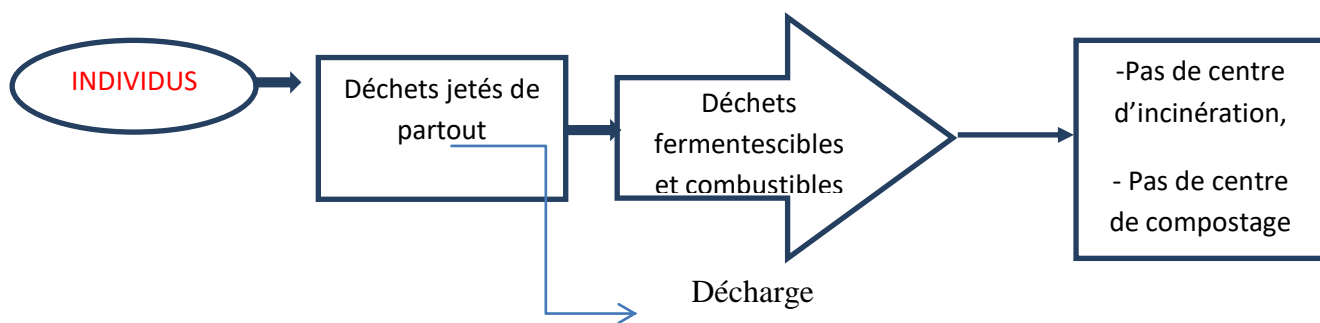 INDIVIDUS
Déchets jetés de
partout
Déchets
fermentescibles
et combustibles
-Pas de centre
d’incinération,
- Pas de centre
de compostage
Décharge